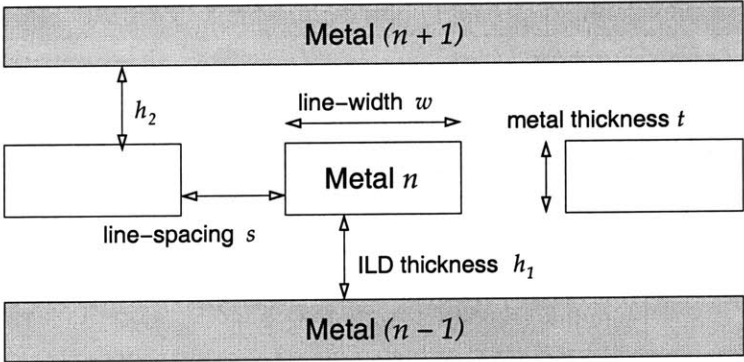 Metal (n + 1)
line−width w
h2
metal thickness t
Metal n
line−spacing s
ILD thickness h1
Metal (n − 1)